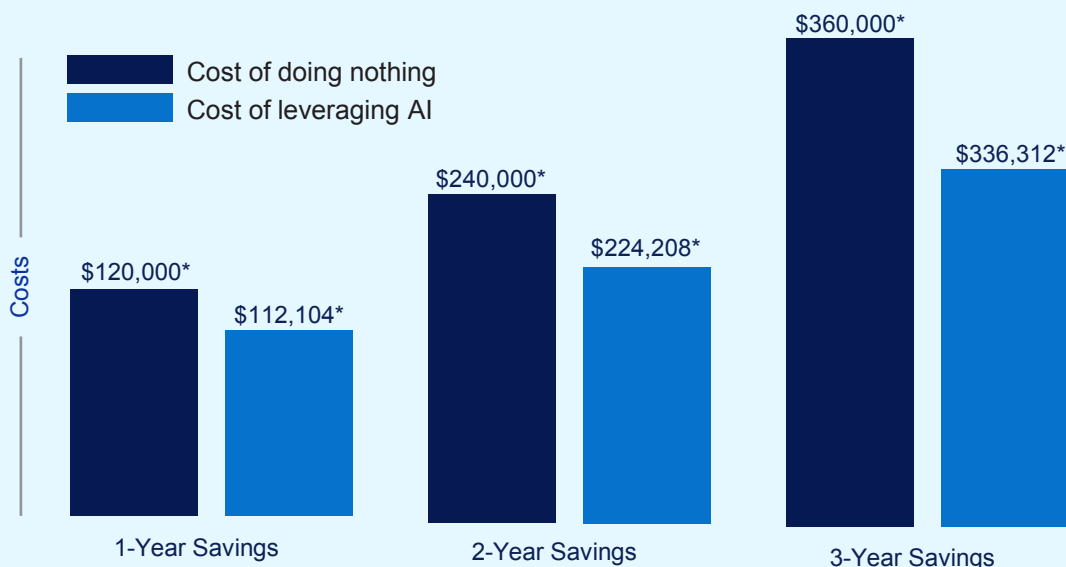 $360,000*
Cost of doing nothing
Cost of leveraging AI
$336,312*
$240,000*
$224,208*
$120,000*
$112,104*
Costs
1-Year Savings
2-Year Savings
3-Year Savings